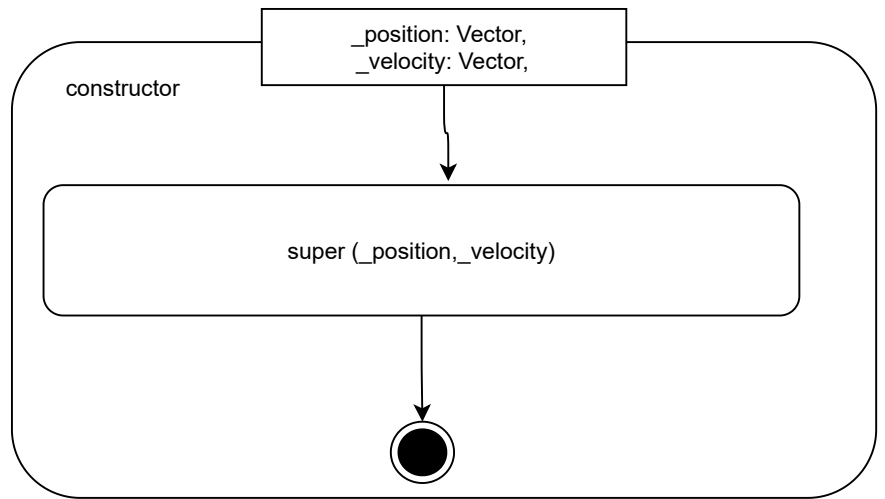 _position: Vector,
_velocity: Vector,
constructor
super (_position,_velocity)